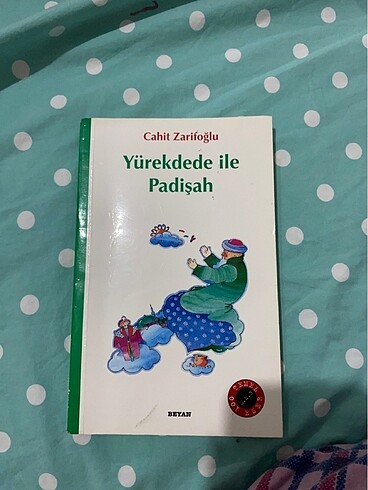 Cahit Zarifoğlu
Yürekdede ile
Padişah
BEYAN